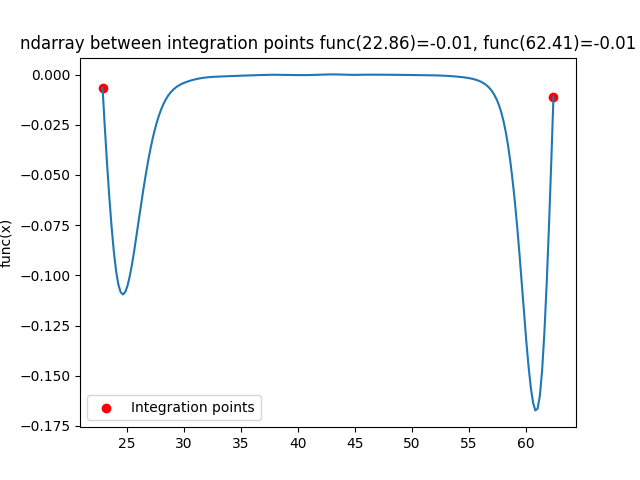 ndarray between integration points func(22.86)=-0.01, func(62.41)=-0.01
0.000
−0.025
−0.050
−0.075
−0.100
−0.125
−0.150
−0.175
func(x)
Integration points
25 30 35 40 45 50 55 60